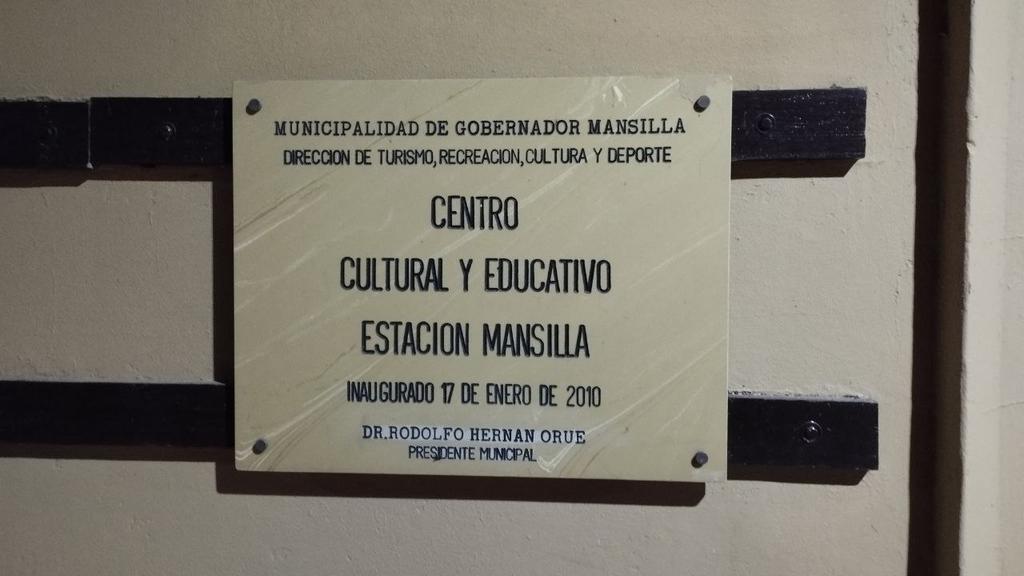 MUNICIPALIDAD DE GOBERNADOR MANSILLA
DIRECCION DE TURISMO, RECREACION, CULTURA Y DEPORTE
CENTRO
CULTURAL Y EDUCATIVO
ESTACION MANSILLA
INAUGURADO 17 DE ENERO DE 2010
DR. RODOLFO HERNAN ORUE
PRESIDENTE MUNICIPAL